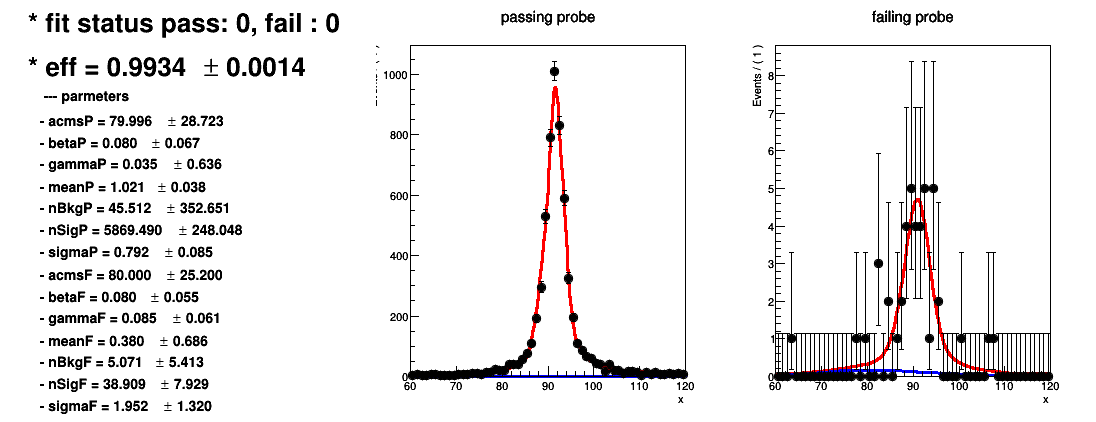 * fit status pass: 0, fail : 0
* eff = 0.9934 ± 0.0014
--- parmeters
- acmsP = 79.996 ± 28.723
- betaP = 0.080 ± 0.067
- gammaP = 0.035 ± 0.636
- meanP = 1.021 ± 0.038
- nBkgP = 45.512 ± 352.651
- nSigP = 5869.490 ± 248.048
- sigmaP = 0.792 ± 0.085
- acmsF = 80.000 ± 25.200
- betaF = 0.080 ± 0.055
- gammaF = 0.085 ± 0.061
- meanF = 0.380 ± 0.686
- nBkgF = 5.071 ± 5.413
- nSigF = 38.909 ± 7.929
- sigmaF = 1.952 ± 1.320
passing probe
1000
800
600
400
200
0
60 70 80 90 100 110 120
x
failing probe
Events / ( 1 )
8
7
6
5
4
3
2
1
0
60 70 80 90 100 110 120
x